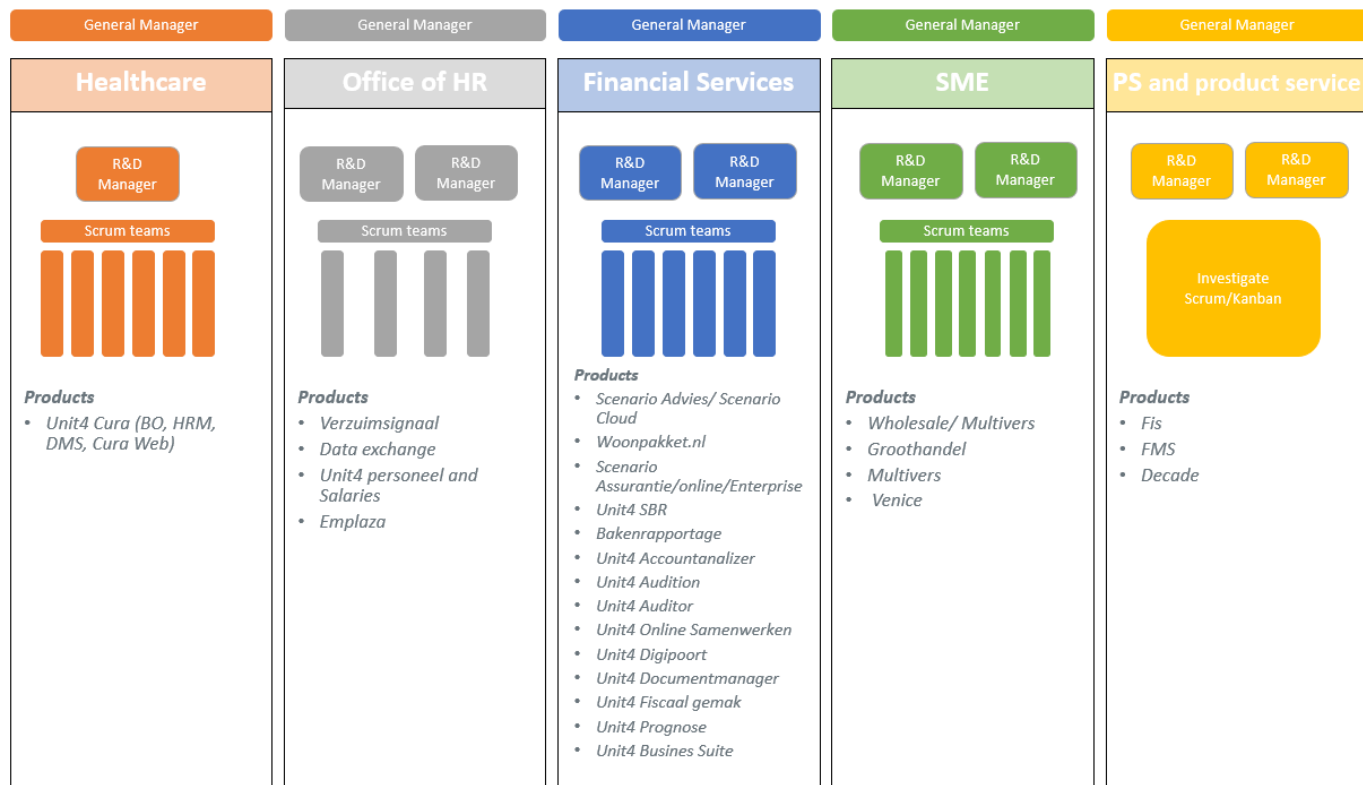 General Manager
General Manager
General Manager
General Manager
General Manager
Healthcare
Office of HR
Financial Services
SME
PS and product service
R&D
Manager
R&D
Manager
R&D
Manager
R&D
Manager
R&D
Manager
R&D
Manager
R&D
Manager
R&D
Manager
R&D
Manager
Scrum teams
Scrum teams
Scrum teams
Scrum teams
Investigate
Scrum/Kanban
Products
• Unit4 Cura (BO, HRM,
DMS, Cura Web)
Products
• Verzuimsignaal
• Data exchange
• Unit4 personeel and
Salaries
• Emplaza
Products
• Scenario Advies/ Scenario
Cloud
• Woonpakket.nl
• Scenario
Assurantie/online/Enterprise
• Unit4 SBR
• Bakenrapportage
• Unit4 Accountanalizer
• Unit4 Audition
• Unit4 Auditor
• Unit4 Online Samenwerken
• Unit4 Digipoort
• Unit4 Documentmanager
• Unit4 Fiscaal gemak
• Unit4 Prognose
• Unit4 Busines Suite
Products
• Wholesale/ Multivers
• Groothandel
• Multivers
• Venice
Products
• Fis
• FMS
• Decade